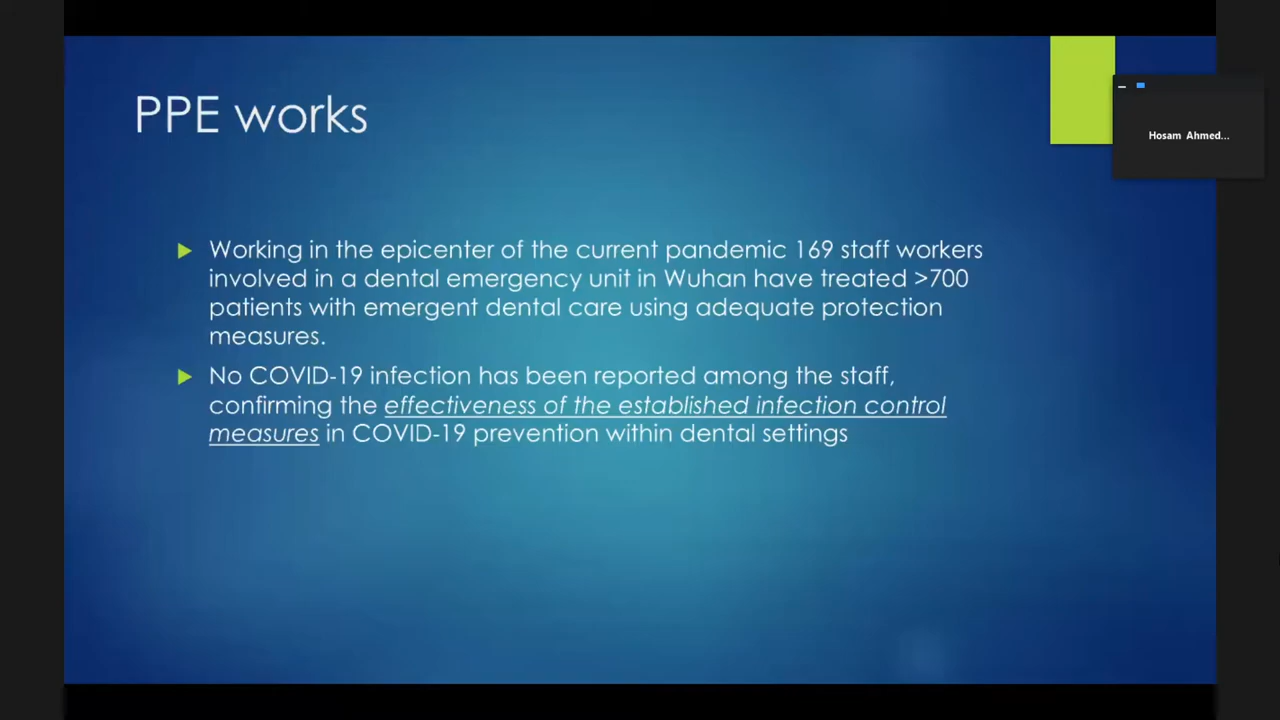 PPE works
Hosam Ahmed...
Working in the epicenter of the current pandemic 169 staff workers
involved in a dental emergency unit in Wuhan have treated >700
patients with emergent dental care using adequate protection
measures.
No COVID-19 infection has been reported among the staff,
confirming the effectiveness of the established infection control
measures in COVID-19 prevention within dental settings